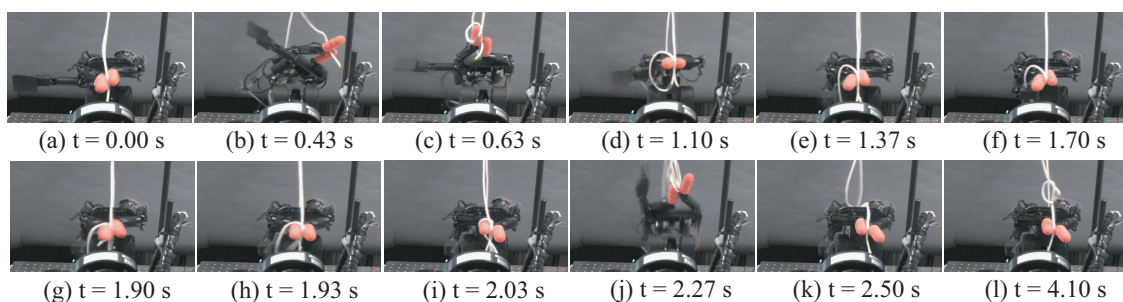 (a) t = 0.00 s (b) t = 0.43 s (c) t = 0.63 s (d) t = 1.10 s (e) t = 1.37 s (f) t = 1.70 s
(g) t = 1.90 s (h) t = 1.93 s (i) t = 2.03 s (j) t = 2.27 s (k) t = 2.50 s (l) t = 4.10 s